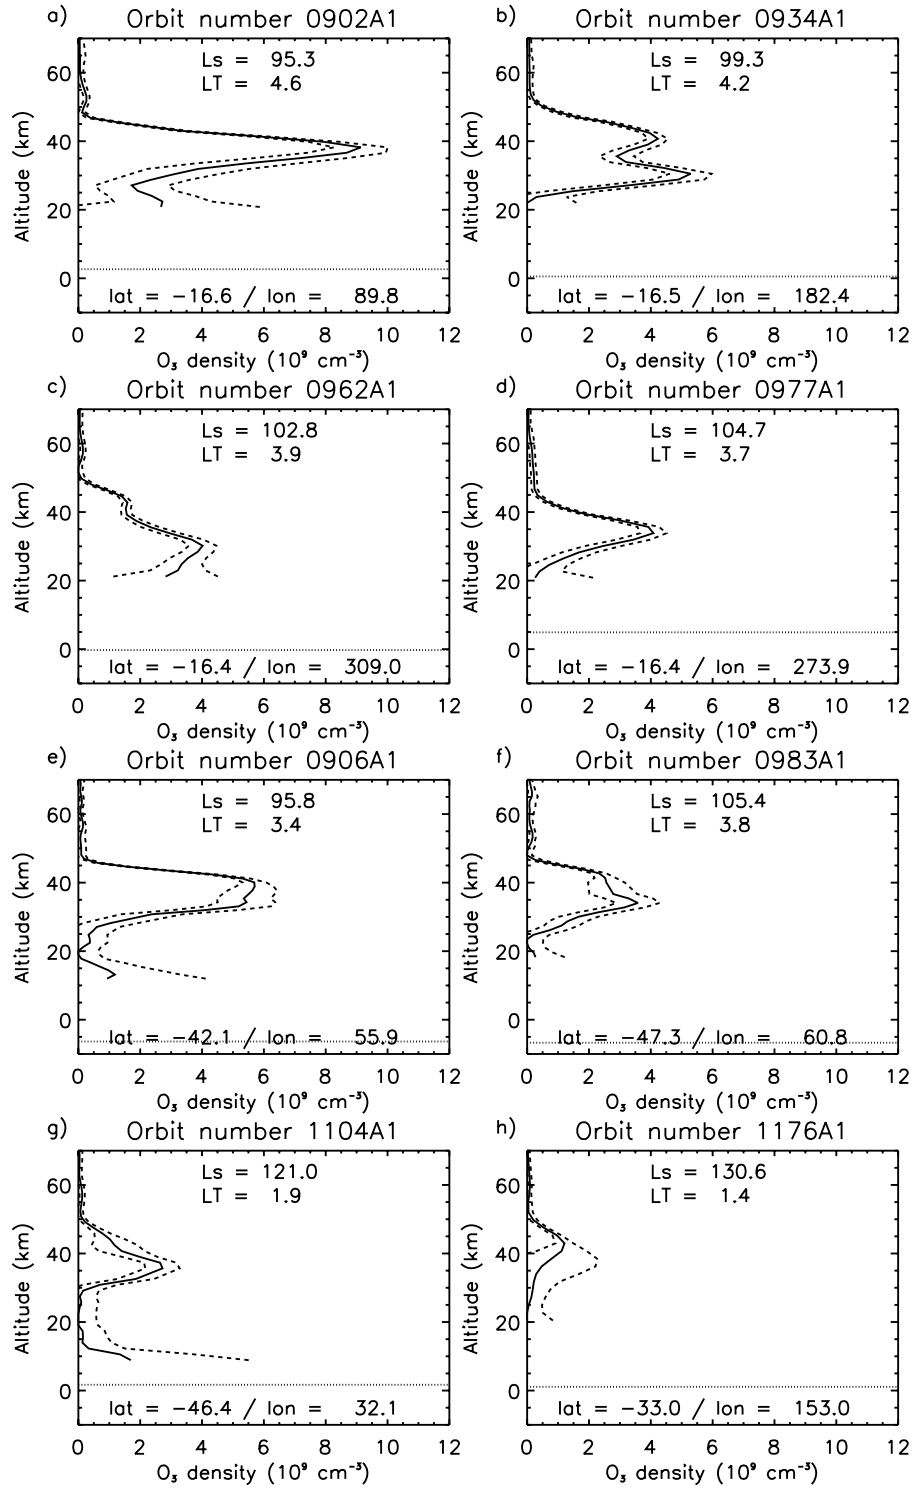 a) Orbit number 0902A1
Ls = 95.3
LT = 4.6
60
40
20
0
Altitude (km)
lat = −16.6 / lon = 89.8
0 2 4 6 8 10 12
O₃ density (10⁹ cm⁻³)
b) Orbit number 0934A1
Ls = 99.3
LT = 4.2
60
40
20
0
Altitude (km)
lat = −16.5 / lon = 182.4
0 2 4 6 8 10 12
O₃ density (10⁹ cm⁻³)
c) Orbit number 0962A1
Ls = 102.8
LT = 3.9
60
40
20
0
Altitude (km)
lat = −16.4 / lon = 309.0
0 2 4 6 8 10 12
O₃ density (10⁹ cm⁻³)
d) Orbit number 0977A1
Ls = 104.7
LT = 3.7
60
40
20
0
Altitude (km)
lat = −16.4 / lon = 273.9
0 2 4 6 8 10 12
O₃ density (10⁹ cm⁻³)
e) Orbit number 0906A1
Ls = 95.8
LT = 3.4
60
40
20
0
Altitude (km)
lat = −42.1 / lon = 55.9
0 2 4 6 8 10 12
O₃ density (10⁹ cm⁻³)
f) Orbit number 0983A1
Ls = 105.4
LT = 3.8
60
40
20
0
Altitude (km)
lat = −47.3 / lon = 60.8
0 2 4 6 8 10 12
O₃ density (10⁹ cm⁻³)
g) Orbit number 1104A1
Ls = 121.0
LT = 1.9
60
40
20
0
Altitude (km)
lat = −46.4 / lon = 32.1
0 2 4 6 8 10 12
O₃ density (10⁹ cm⁻³)
h) Orbit number 1176A1
Ls = 130.6
LT = 1.4
60
40
20
0
Altitude (km)
lat = −33.0 / lon = 153.0
0 2 4 6 8 10 12
O₃ density (10⁹ cm⁻³)